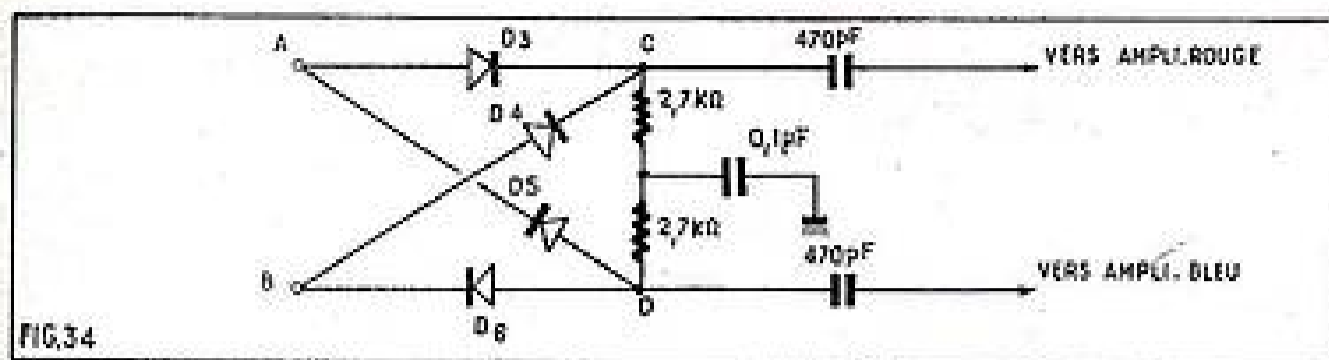 A
D3
C
470pF
VERS AMPLI.ROUGE
D4
2,7kΩ
0,1pF
D5
2,7kΩ
470pF
B
D6
D
VERS AMPLI.BLEU
FIG.34